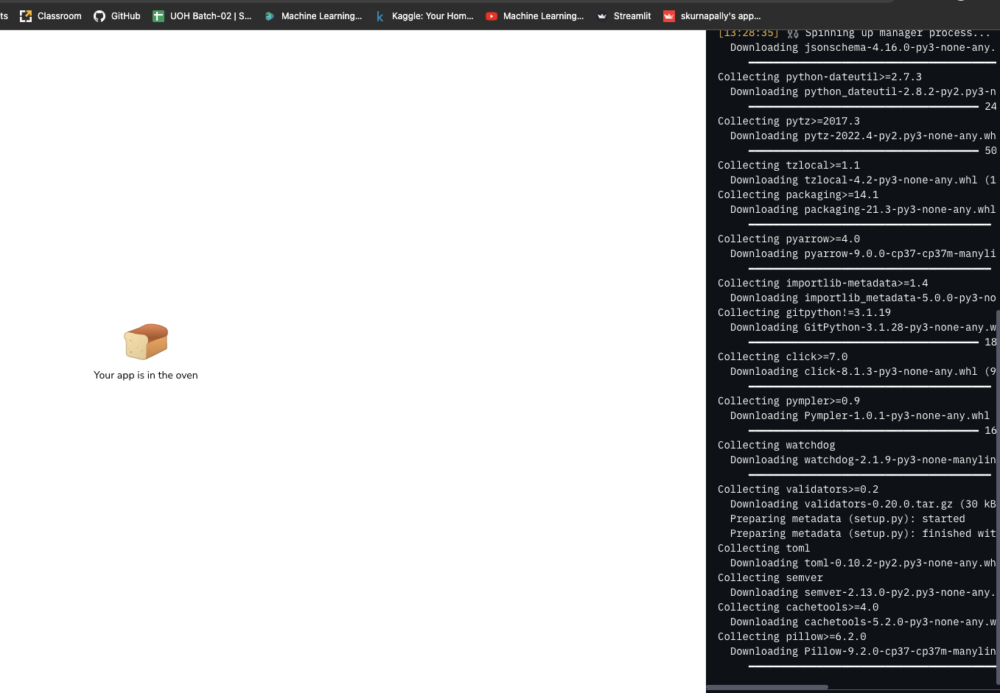 ts Classroom GitHub UOH Batch-02 | S... Machine Learning... Kaggle: Your Hom... Machine Learning... Streamlit skurnapally's app...
Your app is in the oven
[13:28:35] Spinning up manager process...
Downloading jsonschema-4.16.0-py3-none-any.
Collecting python-dateutil>=2.7.3
Downloading python_dateutil-2.8.2-py2.py3-n
24
Collecting pytz>=2017.3
Downloading pytz-2022.4-py2.py3-none-any.wh
50
Collecting tzlocal>=1.1
Downloading tzlocal-4.2-py3-none-any.whl (1
Collecting packaging>=14.1
Downloading packaging-21.3-py3-none-any.whl
Collecting pyarrow>=4.0
Downloading pyarrow-9.0.0-cp37-cp37m-manyli
Collecting importlib-metadata>=1.4
Downloading importlib_metadata-5.0.0-py3-no
Collecting gitpython!=3.1.19
Downloading GitPython-3.1.28-py3-none-any.w
18
Collecting click>=7.0
Downloading click-8.1.3-py3-none-any.whl (9
Collecting pympler>=0.9
Downloading Pympler-1.0.1-py3-none-any.whl
16
Collecting watchdog
Downloading watchdog-2.1.9-py3-none-manylin
Collecting validators>=0.2
Downloading validators-0.20.0.tar.gz (30 kB
Preparing metadata (setup.py): started
Preparing metadata (setup.py): finished wit
Collecting toml
Downloading toml-0.10.2-py2.py3-none-any.wh
Collecting semver
Downloading semver-2.13.0-py2.py3-none-any.
Collecting cachetools>=4.0
Downloading cachetools-5.2.0-py3-none-any.w
Collecting pillow>=6.2.0
Downloading Pillow-9.2.0-cp37-cp37m-manylin